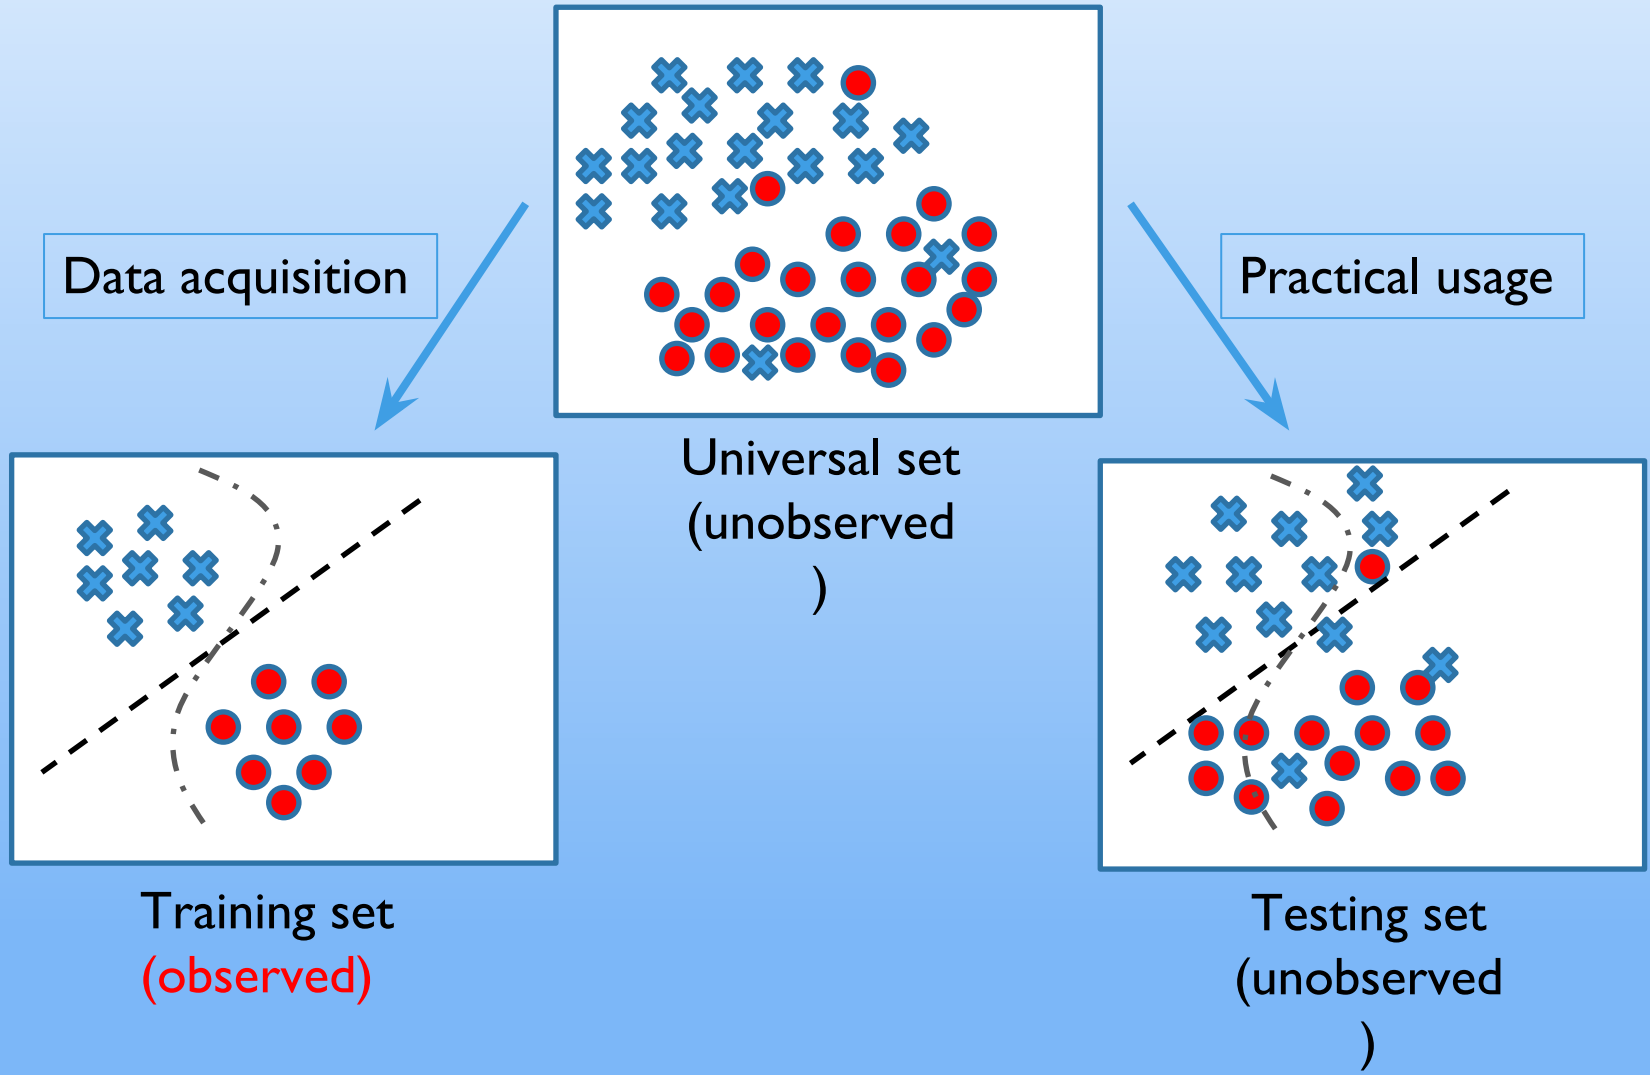 Data acquisition
Practical usage
Universal set
(unobserved
)
Training set
(observed)
Testing set
(unobserved
)